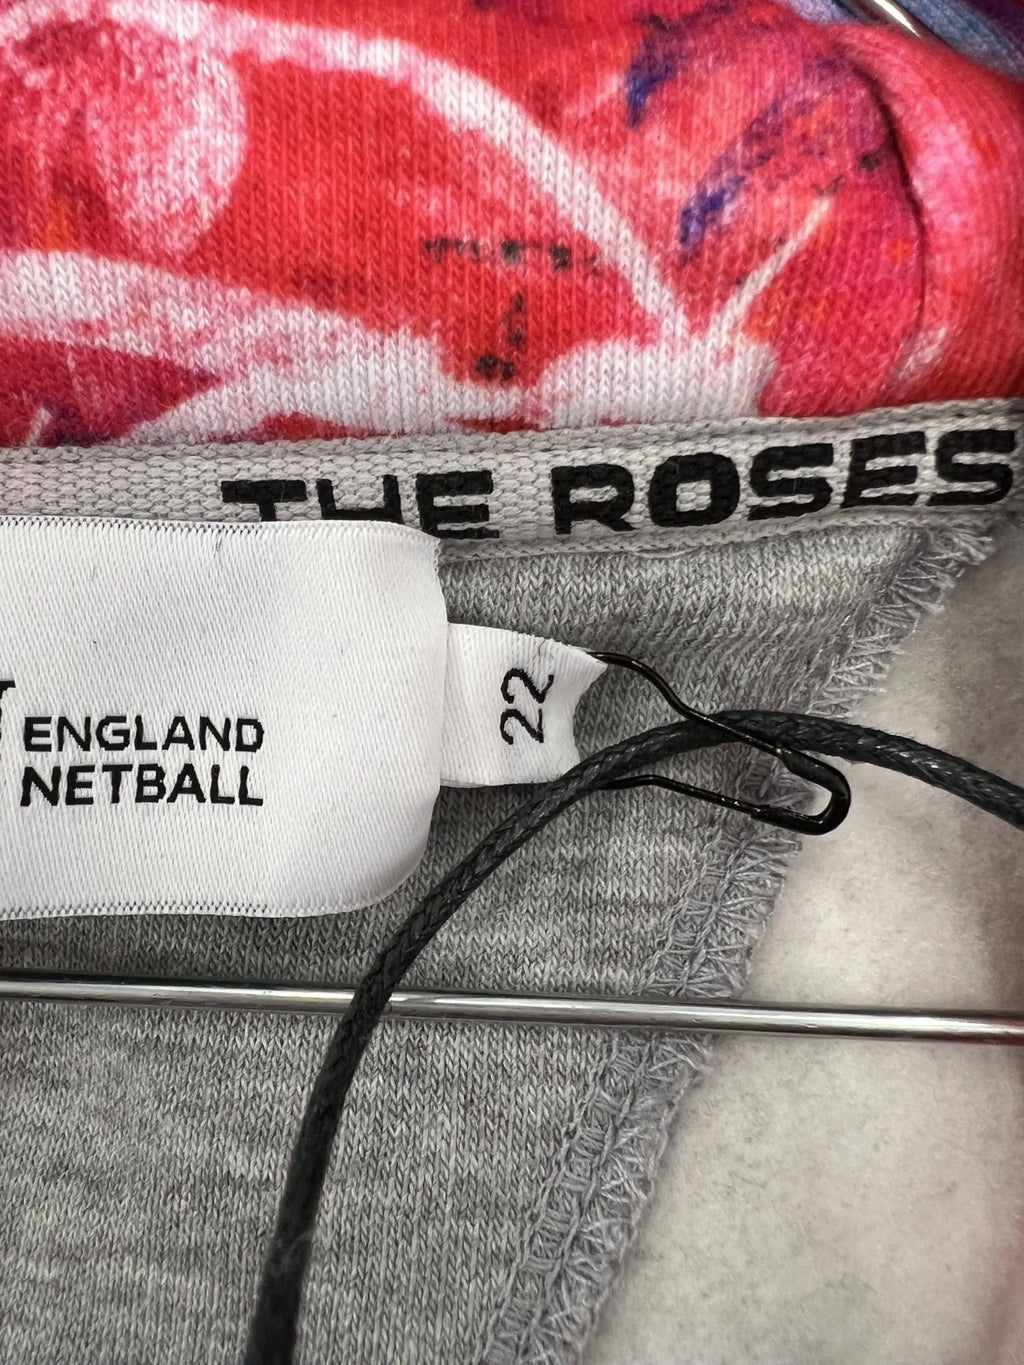 THE ROSES
22
ENGLAND
NETBALL